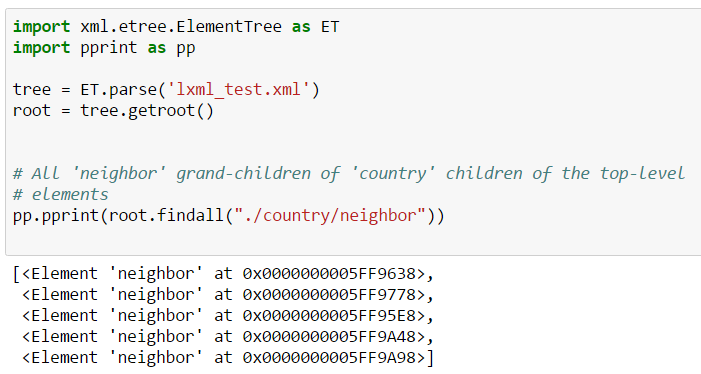 import xml.etree.ElementTree as ET
import pprint as pp

tree = ET.parse('lxml_test.xml')
root = tree.getroot()

# All 'neighbor' grand-children of 'country' children of the top-level
# elements
pp.pprint(root.findall("./country/neighbor"))

[<Element 'neighbor' at 0x0000000005FF9638>,
 <Element 'neighbor' at 0x0000000005FF9778>,
 <Element 'neighbor' at 0x0000000005FF95E8>,
 <Element 'neighbor' at 0x0000000005FF9A48>,
 <Element 'neighbor' at 0x0000000005FF9A98>]